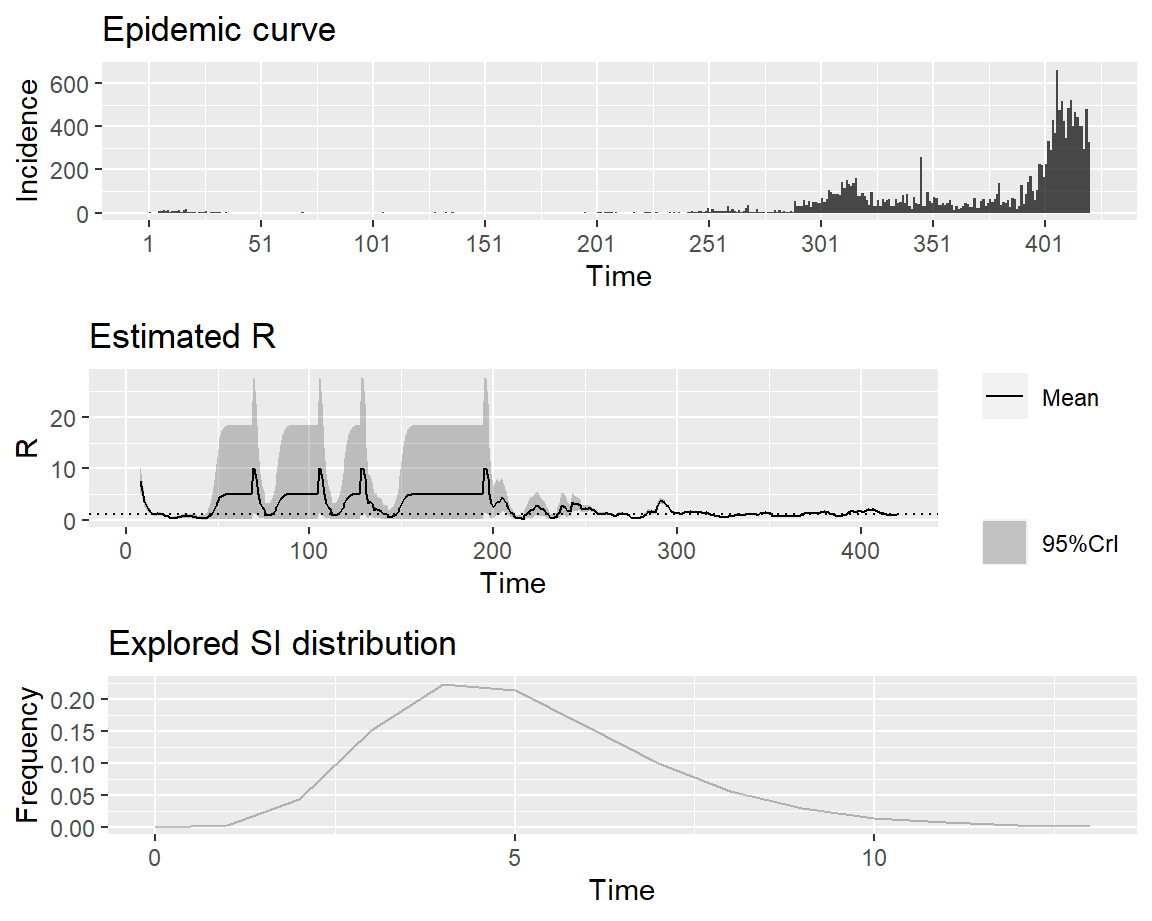 Epidemic curve
600
400
200
0
Incidence
1 51 101 151 201 251 301 351 401
Time
Estimated R
20
10
0
R
0 100 200 300 400
Time
Mean
95%CrI
Explored SI distribution
0.20
0.15
0.10
0.05
0.00
Frequency
0 5 10
Time